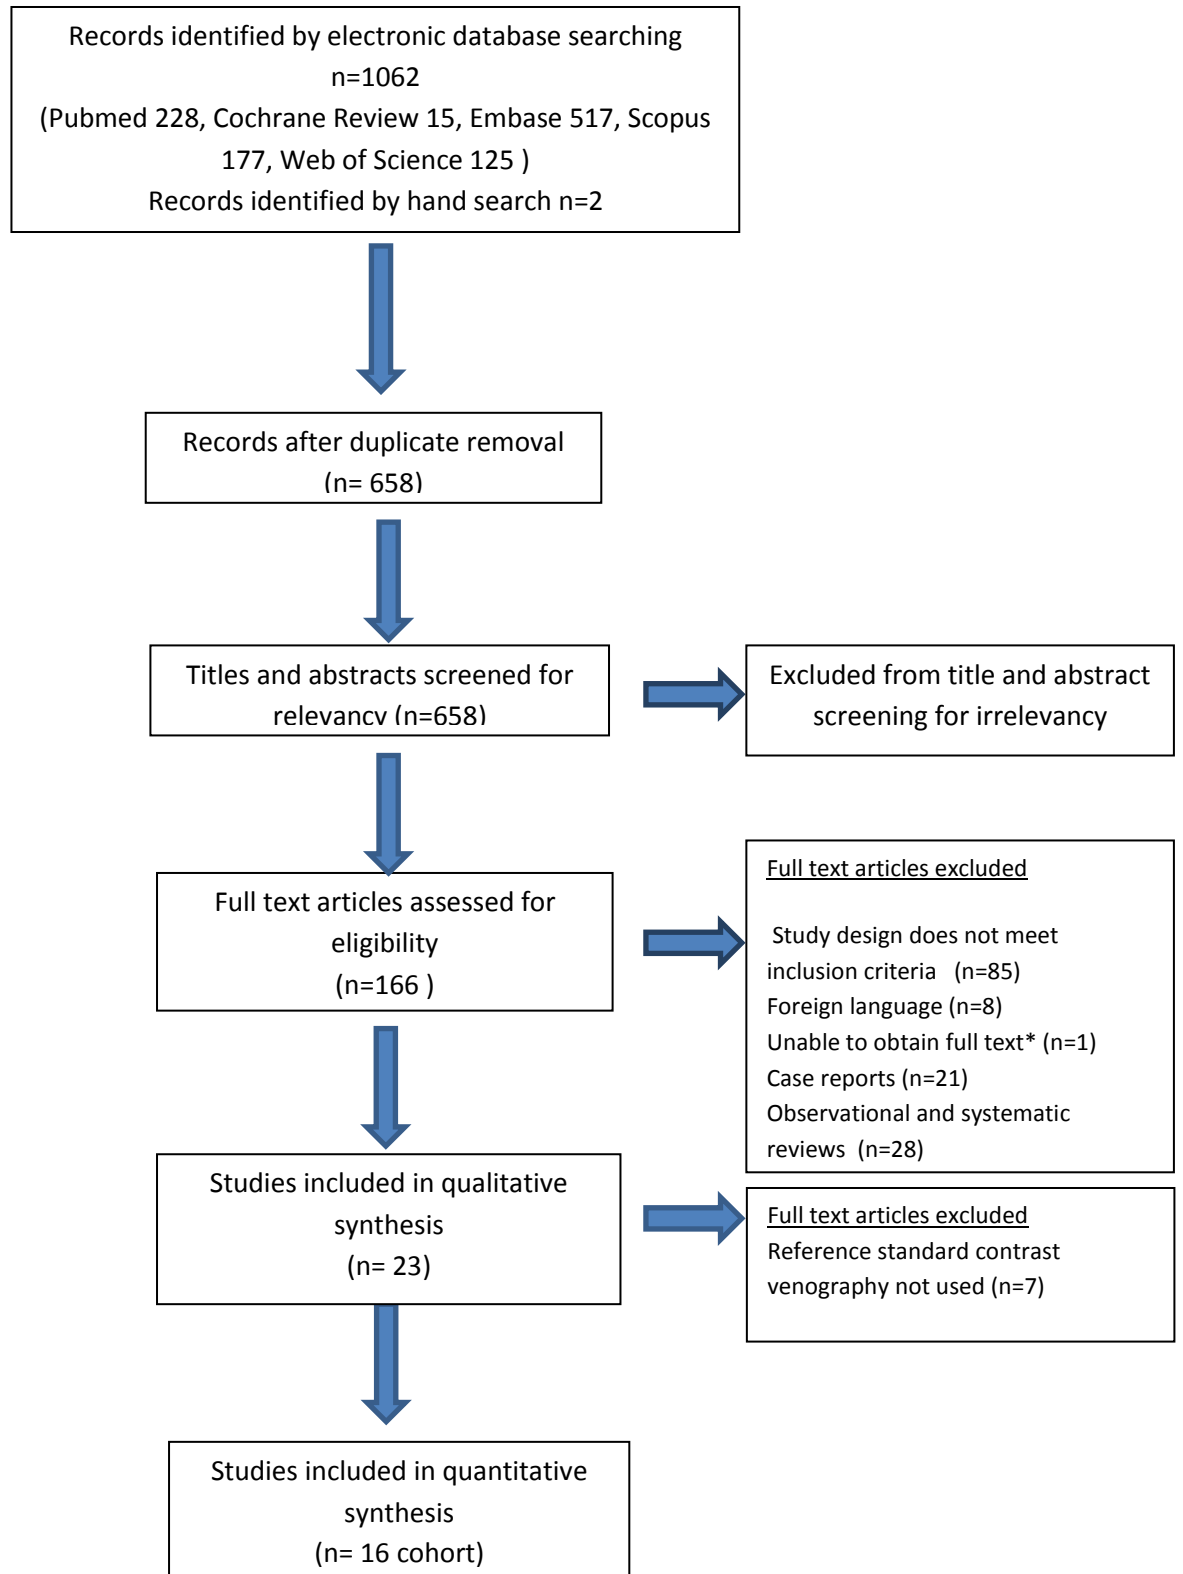 Records identified by electronic database searching
n=1062
(Pubmed 228, Cochrane Review 15, Embase 517, Scopus
177, Web of Science 125 )
Records identified by hand search n=2
Records after duplicate removal
(n= 658)
Titles and abstracts screened for
relevancy (n=658)
Excluded from title and abstract
screening for irrelevancy
Full text articles assessed for
eligibility
(n=166 )
Full text articles excluded
Study design does not meet
inclusion criteria (n=85)
Foreign language (n=8)
Unable to obtain full text* (n=1)
Case reports (n=21)
Observational and systematic
reviews (n=28)
Studies included in qualitative
synthesis
(n= 23)
Full text articles excluded
Reference standard contrast
venography not used (n=7)
Studies included in quantitative
synthesis
(n= 16 cohort)